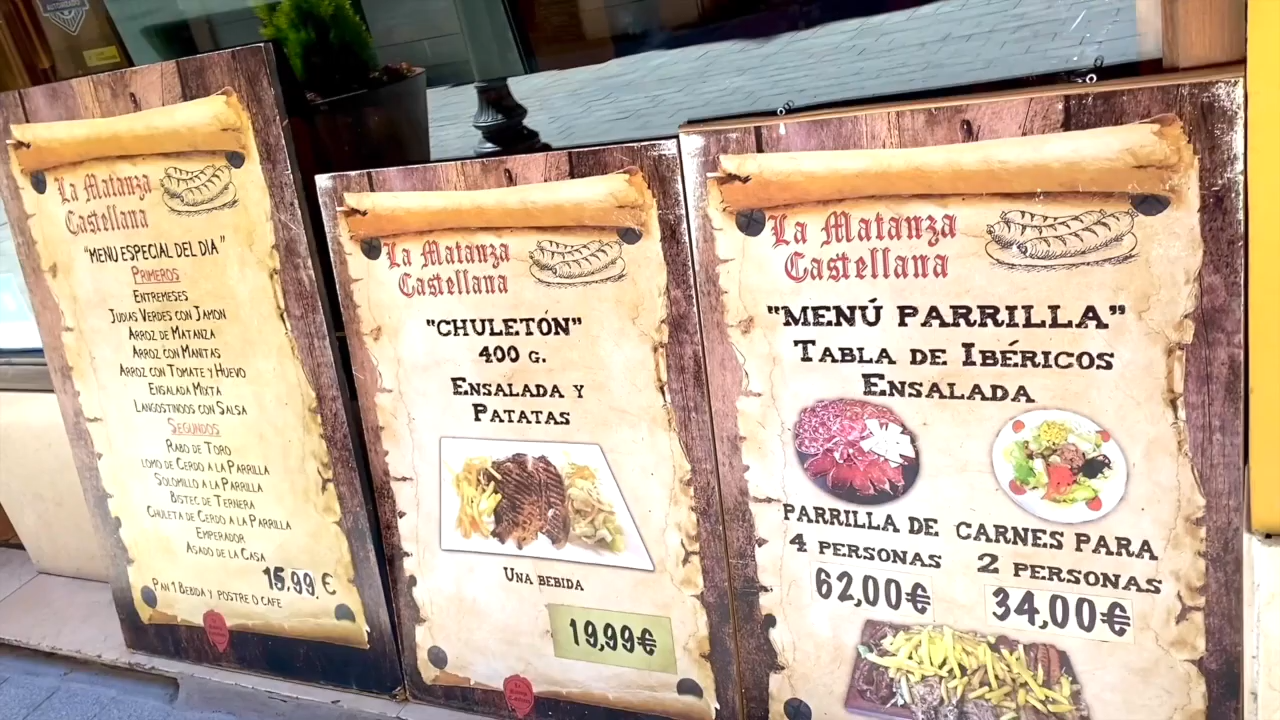 La Matanza
Castellana
"MENU ESPECIAL DEL DIA"
PRIMEROS
ENTREMESES
JUDIAS VERDES CON JAMON
ARROZ DE MATANZA
ARROZ CON MANITAS
ARROZ CON TOMATE Y HUEVO
ENSALADA MIXTA
LANGOSTINOS CON SALSA
SEGUNDOS
RABO DE TORO
LOMO DE CERDO A LA PARRILLA
SOLOMILLO A LA PARRILLA
BISTEC DE TERNERA
CHULETA DE CERDO A LA PARRILLA
EMPERADOR
ASADO DE LA CASA
15,99 €
PAN 1 BEBIDA Y POSTRE O CAFE
La Matanza
Castellana
"CHULETÓN"
400 G.
ENSALADA Y
PATATAS
UNA BEBIDA
19,99€
La Matanza
Castellana
"MENÚ PARRILLA"
TABLA DE IBÉRICOS
ENSALADA
PARRILLA DE CARNES PARA
4 PERSONAS 2 PERSONAS
62,00€ 34,00€